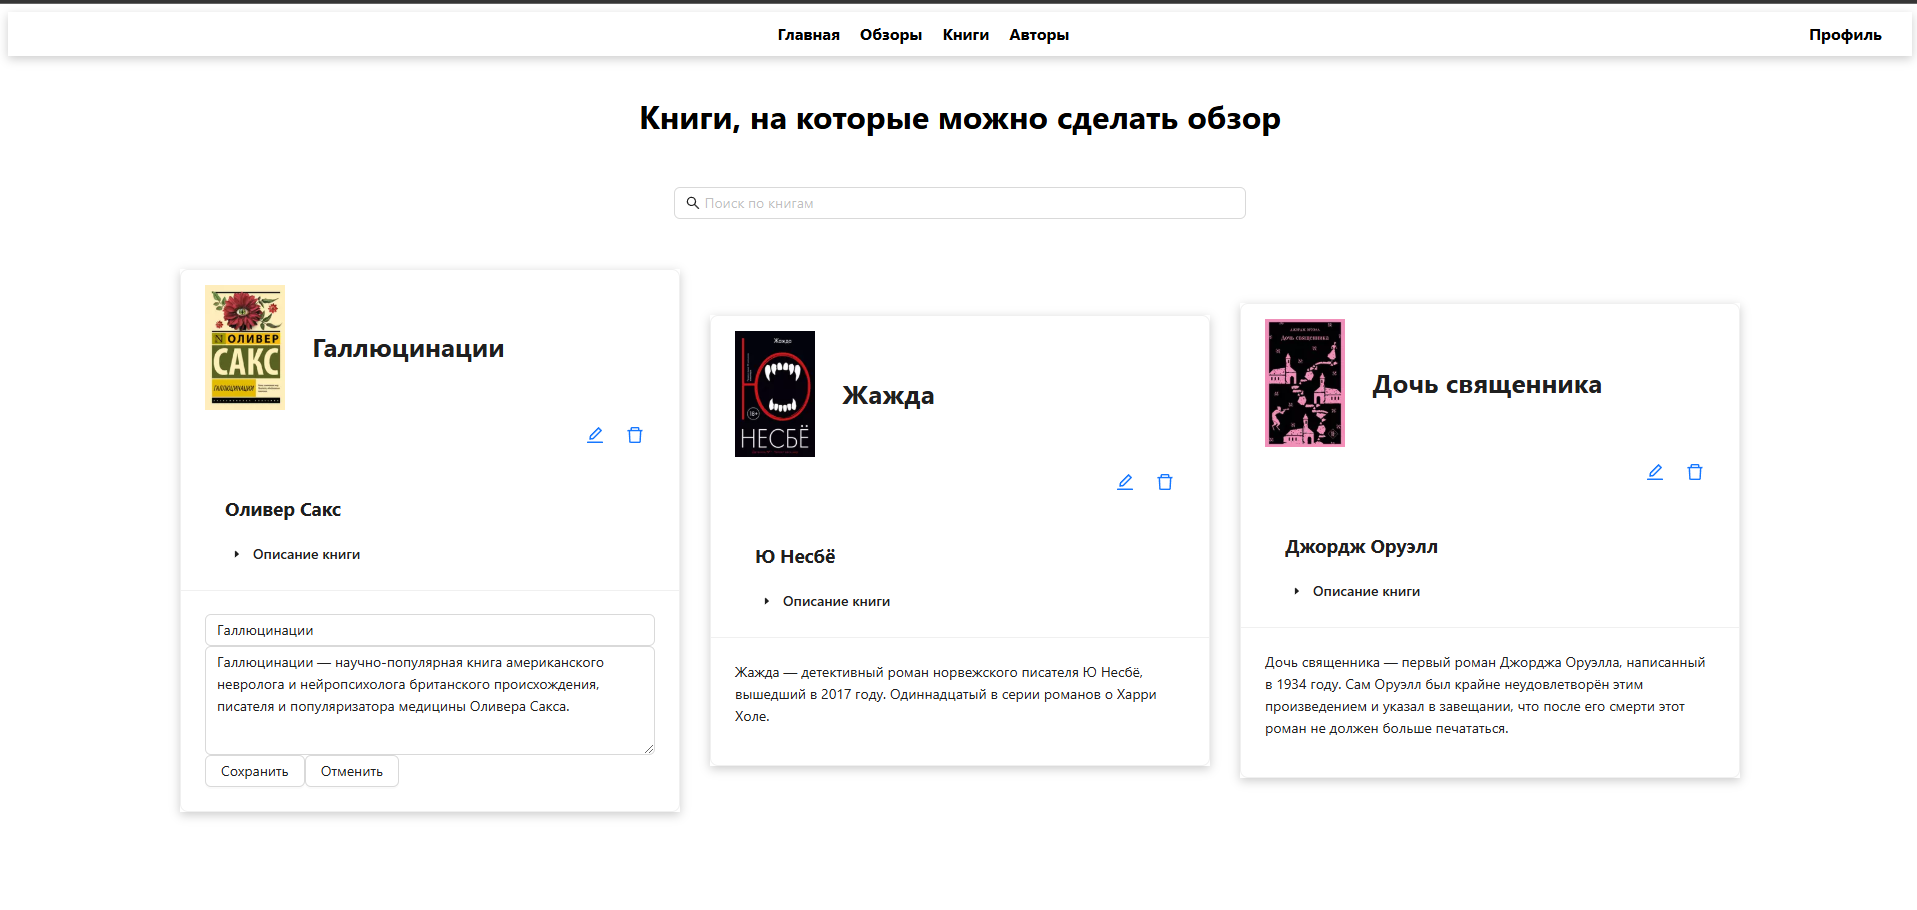 Главная Обзоры Книги Авторы Профиль
Книги, на которые можно сделать обзор
Поиск по книгам
ОЛИВЕР
САКС
ГАЛЛЮЦИНАЦИИ
Галлюцинации
Оливер Сакс
Описание книги
Галлюцинации
Галлюцинации — научно-популярная книга американского
невролога и нейропсихолога британского происхождения,
писателя и популяризатора медицины Оливера Сакса.
Сохранить Отменить
Жажда
16+
НЕСБЁ
Жажда
Ю Несбё
Описание книги
Жажда — детективный роман норвежского писателя Ю Несбё,
вышедший в 2017 году. Одиннадцатый в серии романов о Харри
Холе.
Дочь священника
Дочь священника
Джордж Оруэлл
Описание книги
Дочь священника — первый роман Джорджа Оруэлла, написанный
в 1934 году. Сам Оруэлл был крайне неудовлетворён этим
произведением и указал в завещании, что после его смерти этот
роман не должен больше печататься.